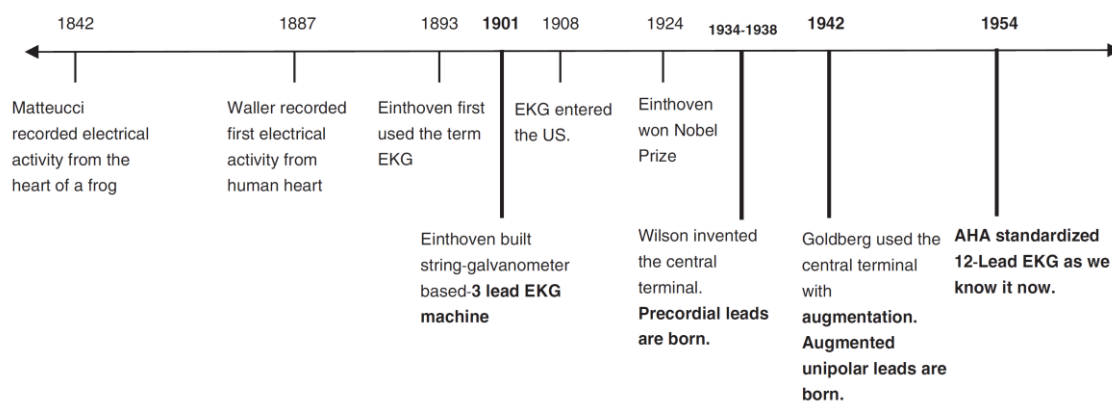 1842
1887
1893
1901
1908
1924
1934-1938
1942
1954
Matteucci
recorded electrical
activity from the
heart of a frog
Waller recorded
first electrical
activity from
human heart
Einthoven first
used the term
EKG
EKG entered
the US.
Einthoven
won Nobel
Prize
Einthoven built
string-galvanometer
based-3 lead EKG
machine
Wilson invented
the central
terminal.
Precordial leads
are born.
Goldberg used the
central terminal
with
augmentation.
Augmented
unipolar leads are
born.
AHA standardized
12-Lead EKG as we
know it now.